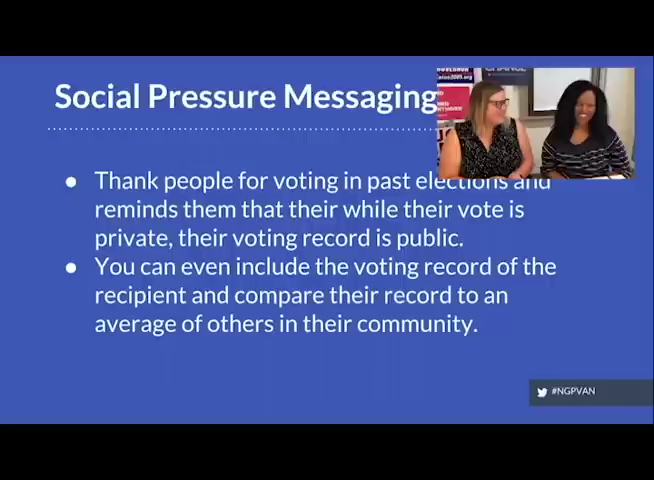 Social Pressure Messaging
GOVERNOR
CHANGE
● Thank people for voting in past elections and
reminds them that their while their vote is
private, their voting record is public.
● You can even include the voting record of the
recipient and compare their record to an
average of others in their community.
#NGPVAN